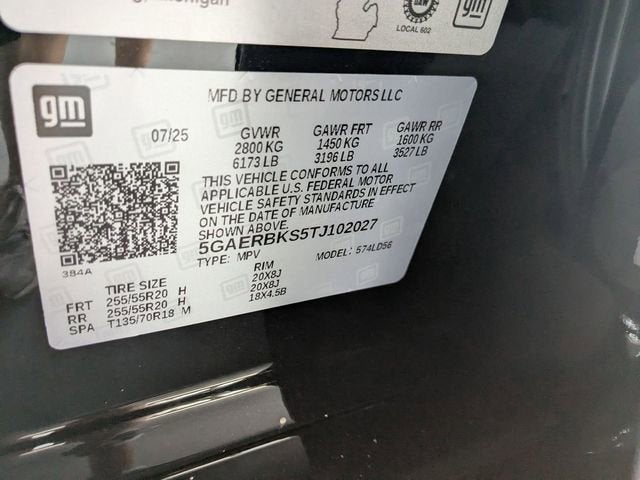 gm
LOCAL 602
gm
MFD BY GENERAL MOTORS LLC
07/25 GVWR GAWR FRT GAWR RR
2800 KG 1450 KG 1600 KG
6173 LB 3196 LB 3527 LB
THIS VEHICLE CONFORMS TO ALL
APPLICABLE U.S. FEDERAL MOTOR
VEHICLE SAFETY STANDARDS IN EFFECT
ON THE DATE OF MANUFACTURE
SHOWN ABOVE.
5GAERBKS5TJ102027
TYPE: MPV MODEL: 574LD56
384A
TIRE SIZE RIM
FRT 255/55R20 H 20X8J
RR 255/55R20 H 20X8J
SPA T135/70R18 M 18X4.5B